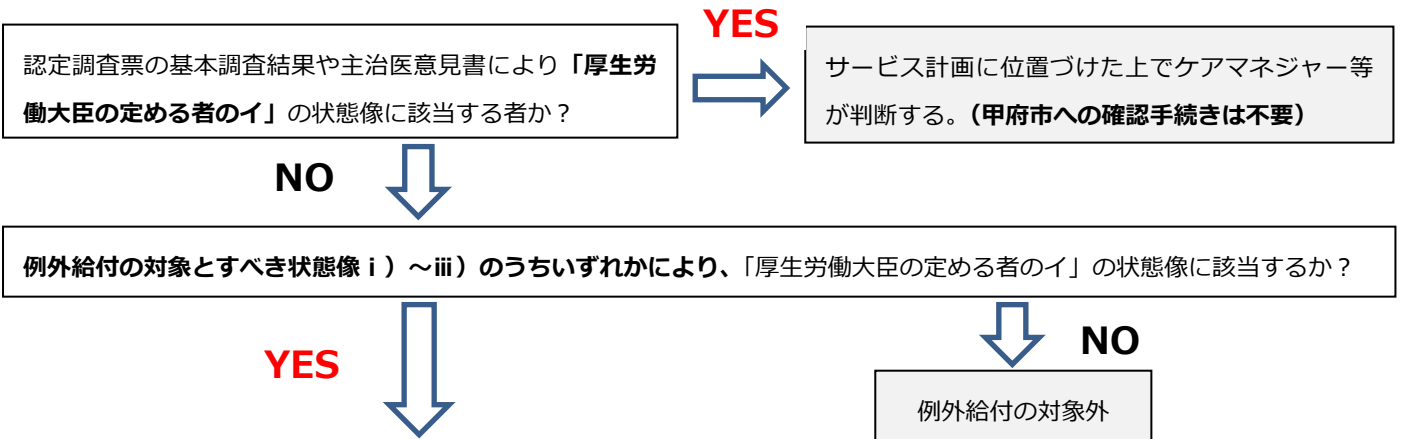 YES
認定調査票の基本調査結果や主治医意見書により「厚生労
働大臣の定める者のイ」の状態像に該当する者か？
サービス計画に位置づけた上でケアマネジャー等
が判断する。（甲府市への確認手続きは不要）
NO
例外給付の対象とすべき状態像ⅰ）～ⅲ）のうちいずれかにより、「厚生労働大臣の定める者のイ」の状態像に該当するか？
YES
NO
例外給付の対象外